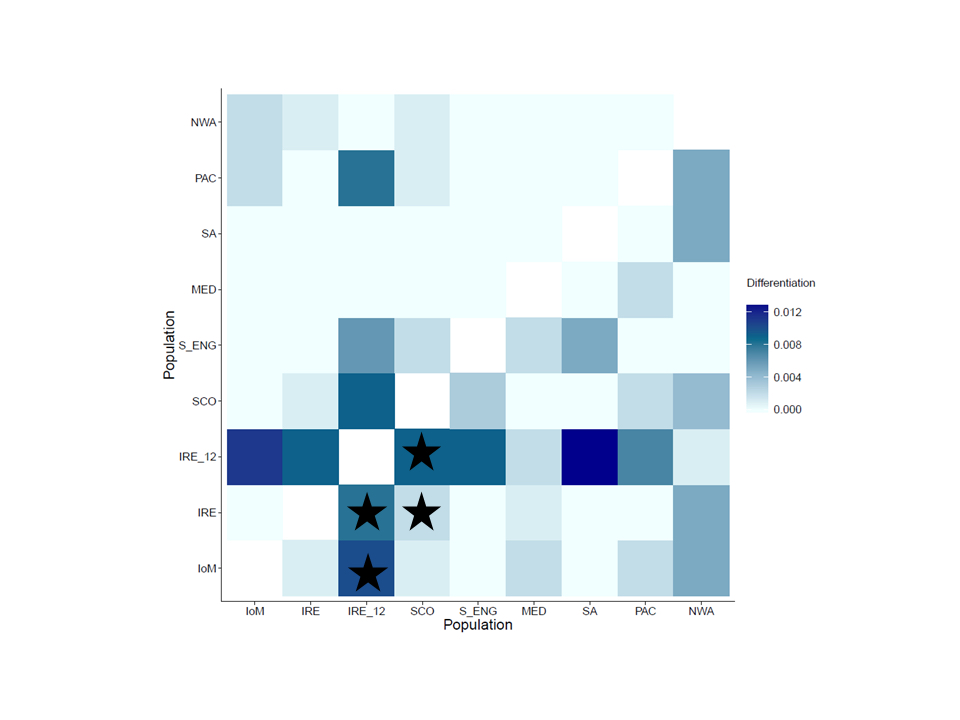 NWA
PAC
SA
MED
S_ENG
SCO
IRE_12
IRE
IoM
Population
IoM IRE IRE_12 SCO S_ENG MED SA PAC NWA
Population
Differentiation
0.012
0.008
0.004
0.000